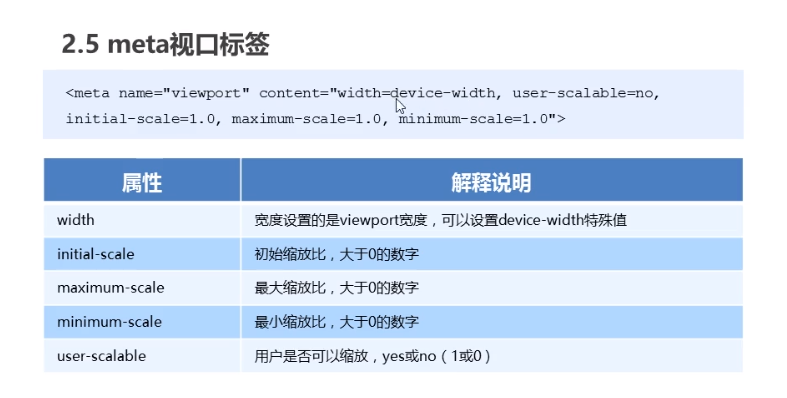 2.5 meta视口标签
<meta name="viewport" content="width=device-width, user-scalable=no,
initial-scale=1.0, maximum-scale=1.0, minimum-scale=1.0">
属性 解释说明
width 宽度设置的是viewport宽度，可以设置device-width特殊值
initial-scale 初始缩放比，大于0的数字
maximum-scale 最大缩放比，大于0的数字
minimum-scale 最小缩放比，大于0的数字
user-scalable 用户是否可以缩放，yes或no（1或0）